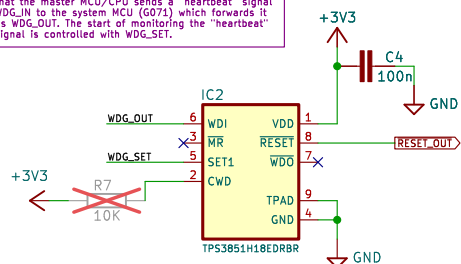 that the master MCU/CPU sends a "heartbeat" signal
WDG_IN to the system MCU (G071) which forwards it
as WDG_OUT. The start of monitoring the "heartbeat"
signal is controlled with WDG_SET.
+3V3
C4
100n
GND
IC2
WDG_OUT
6
WDI
VDD
1
3
MR
RESET
8
RESET_OUT
WDG_SET
5
SET1
WDO
7
2
CWD
+3V3
R7
10K
TPAD
9
GND
4
TPS3851H18EDRBR
GND